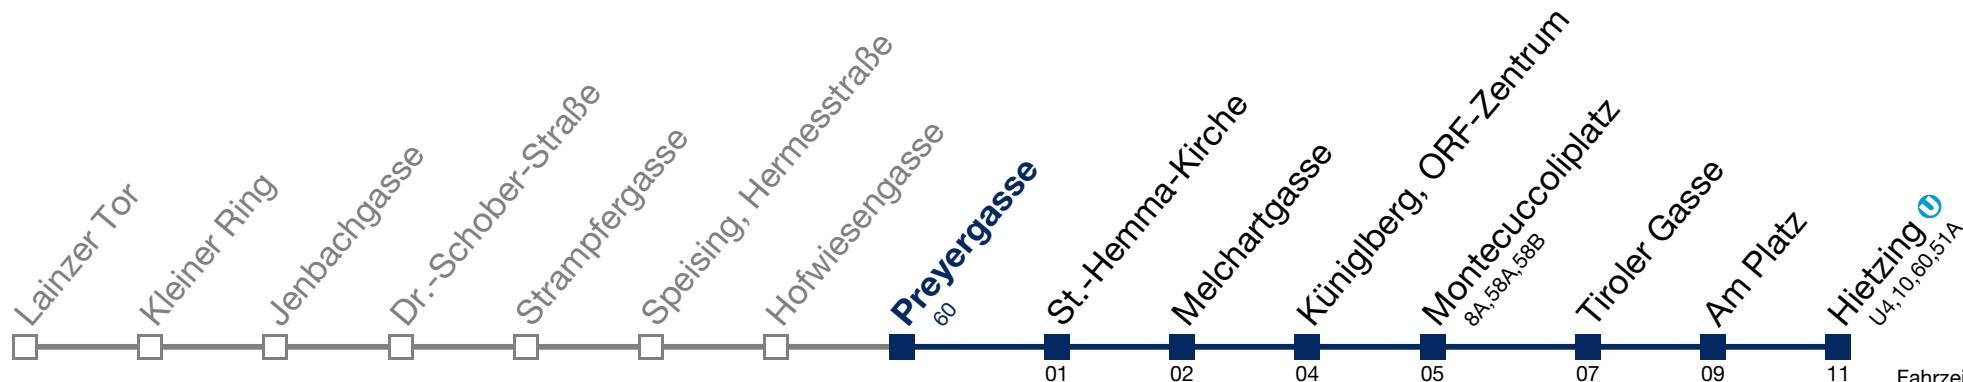 Lainzer Tor
Kleiner Ring
Jenbachgasse
Dr.-Schober-Straße
Strampfergasse
Speising, Hermesstraße
Hofwiesengasse
Preyergasse
60
St.-Hemma-Kirche
Melchartgasse
Küniglberg, ORF-Zentrum
Montecuccoliplatz
8A,58A,58B
Tiroler Gasse
Am Platz
Hietzing U
U4,10,60,51A
01 02 04 05 07 09 11
Fahrzei